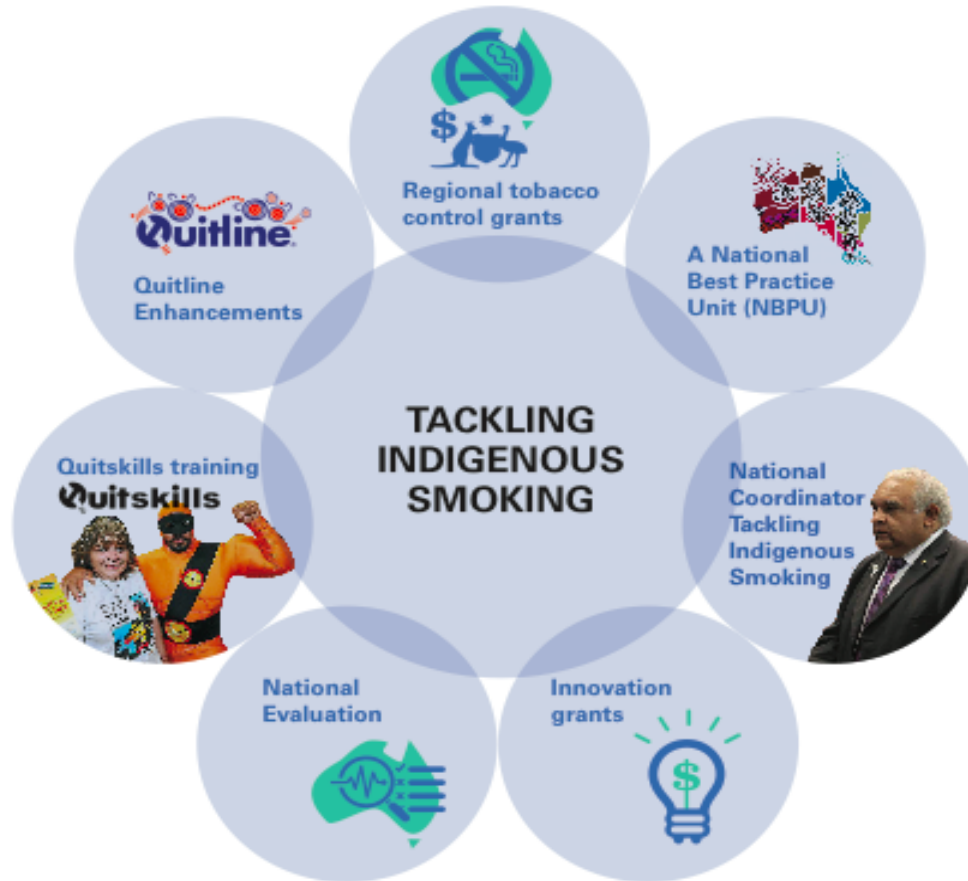 Regional tobacco
control grants
Quitline
Quitline
Enhancements
A National
Best Practice
Unit (NBPU)
TACKLING
INDIGENOUS
SMOKING
Quitskills training
Quitskills
National
Coordinator
Tackling
Indigenous
Smoking
National
Evaluation
Innovation
grants
$
$